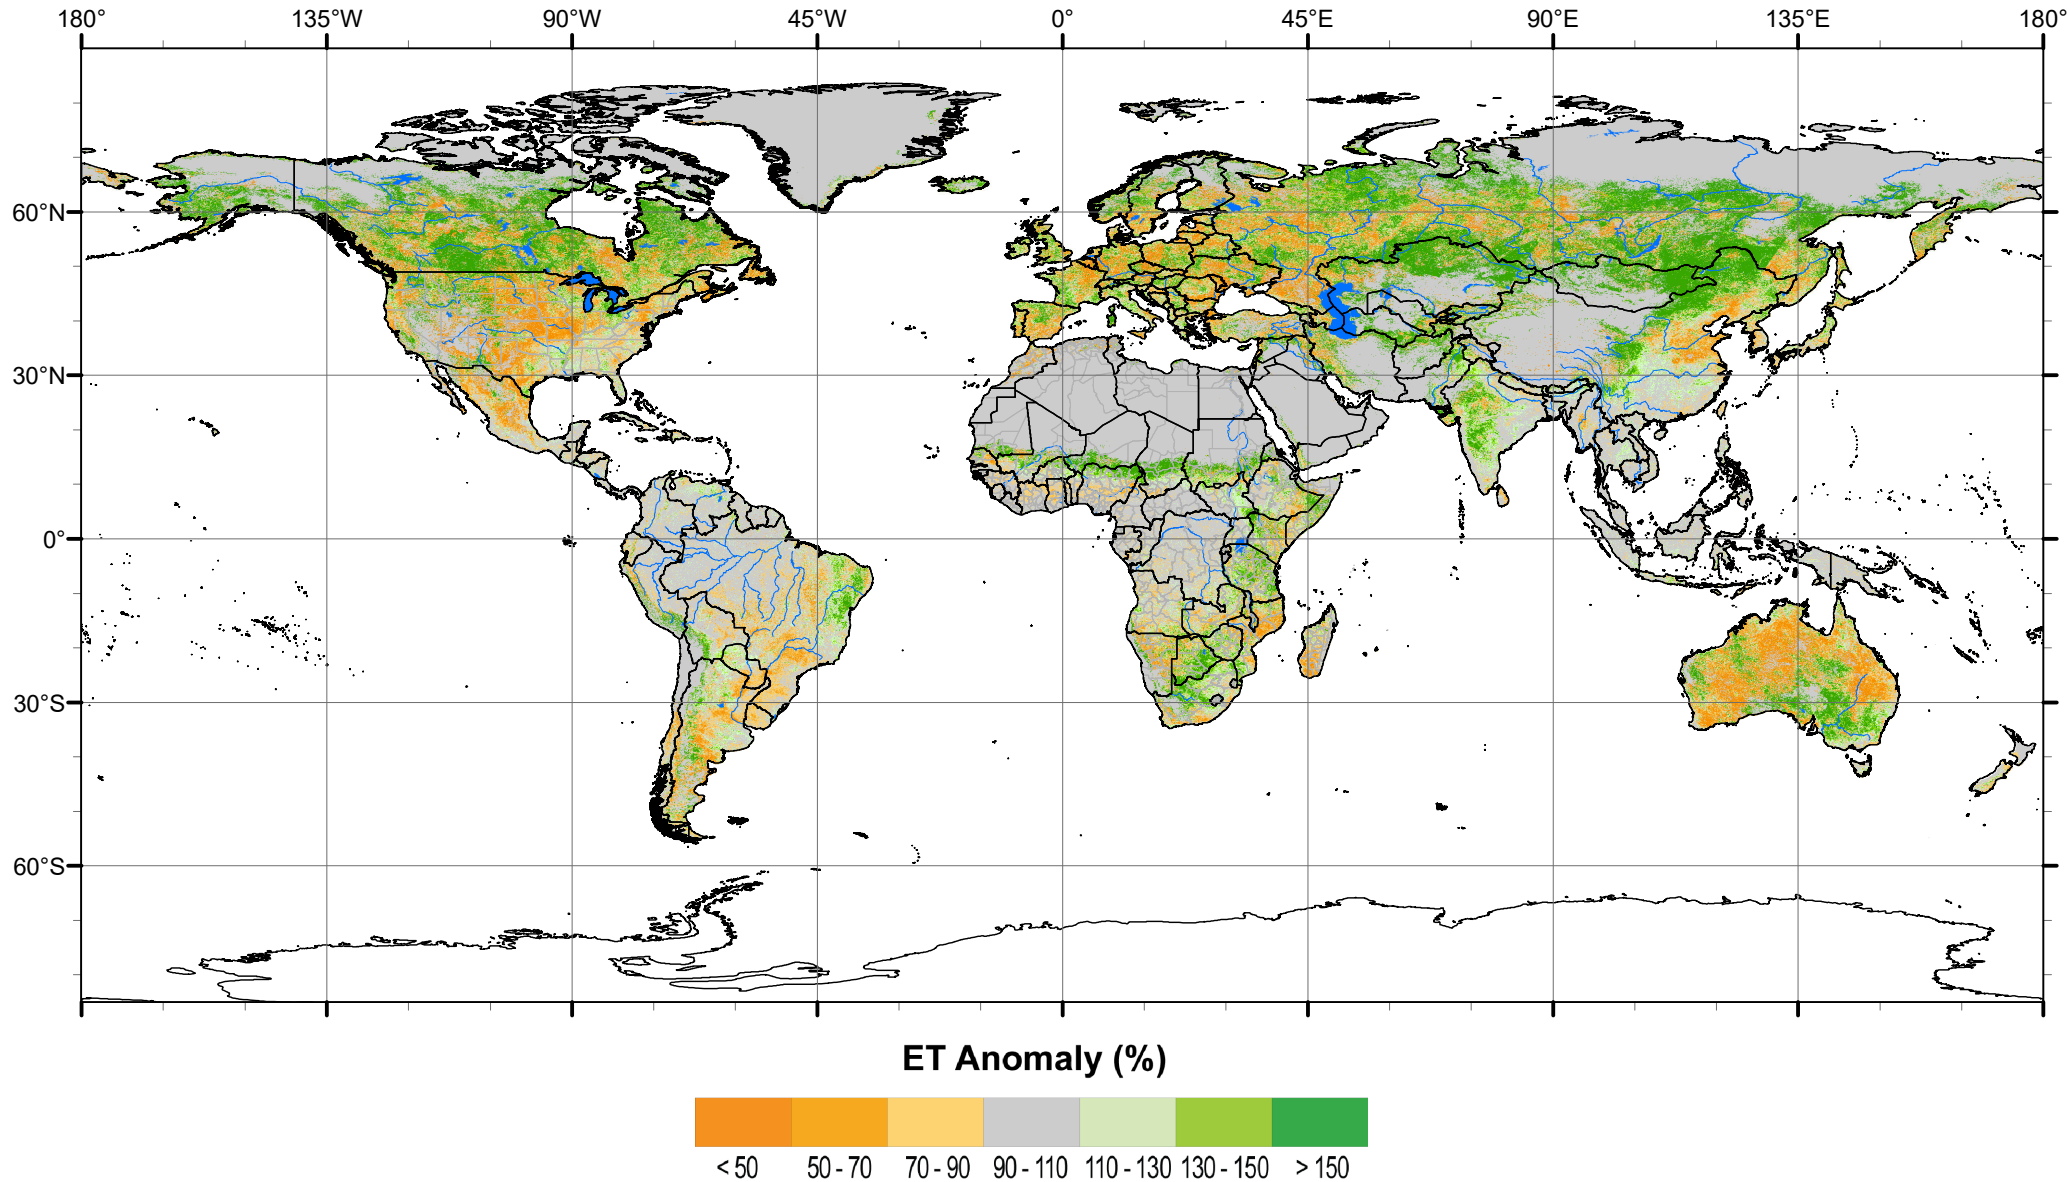 180° 135°W 90°W 45°W 0° 45°E 90°E 135°E 180°
60°N
30°N
0°
30°S
60°S
ET Anomaly (%)
< 50 50 - 70 70 - 90 90 - 110 110 - 130 130 - 150 > 150